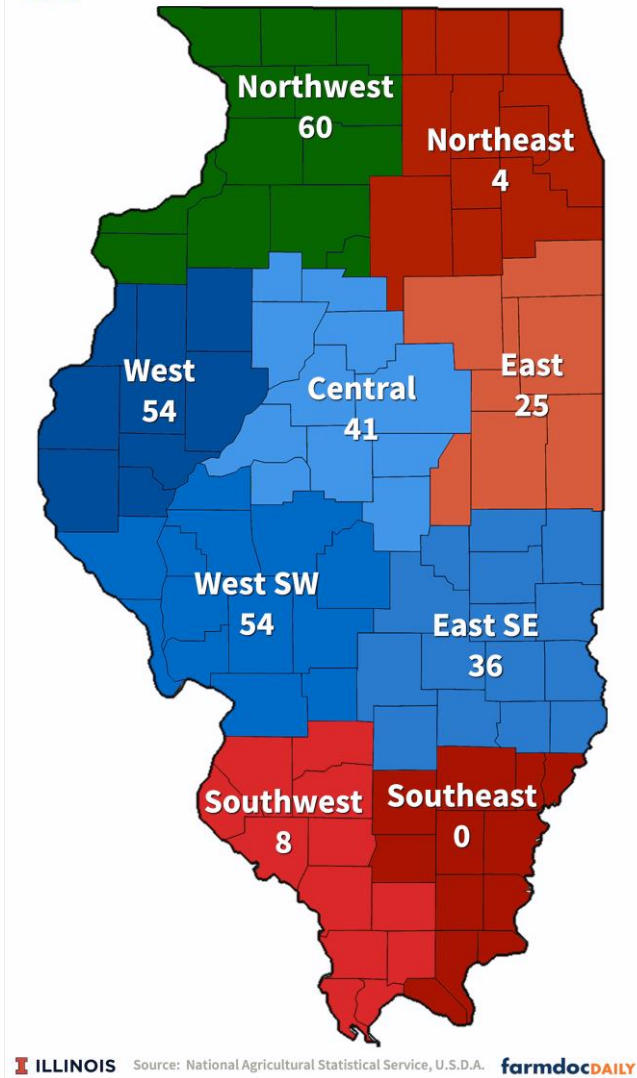 Northwest
60
Northeast
4
West
54
Central
41
East
25
West SW
54
East SE
36
Southwest
8
Southeast
0
I ILLINOIS Source: National Agricultural Statistical Service, U.S.D.A. farmdocDAILY